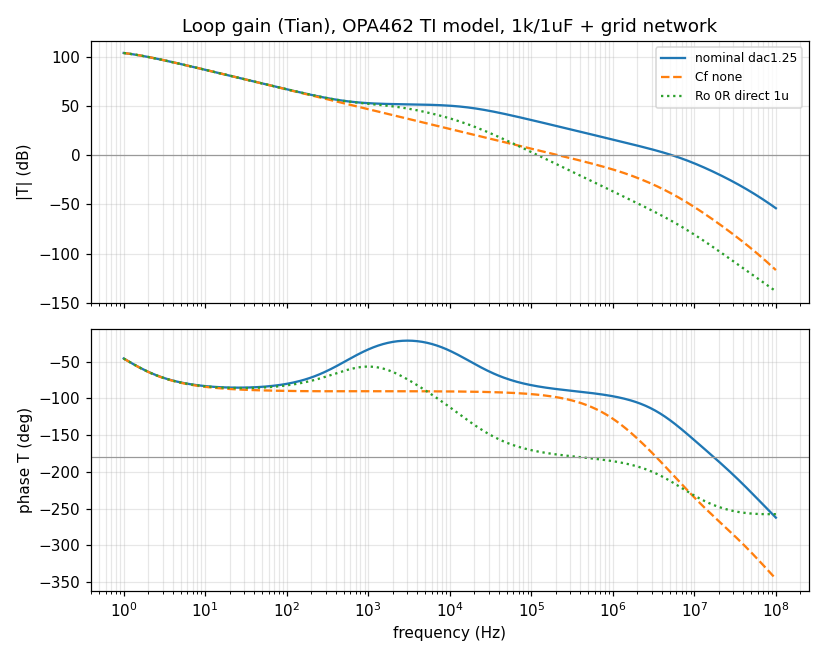 Loop gain (Tian), OPA462 TI model, 1k/1uF + grid network
nominal dac1.25
Cf none
Ro 0R direct 1u
|T| (dB)
100
50
0
−50
−100
−150
phase T (deg)
−50
−100
−150
−200
−250
−300
−350
10⁰ 10¹ 10² 10³ 10⁴ 10⁵ 10⁶ 10⁷ 10⁸
frequency (Hz)